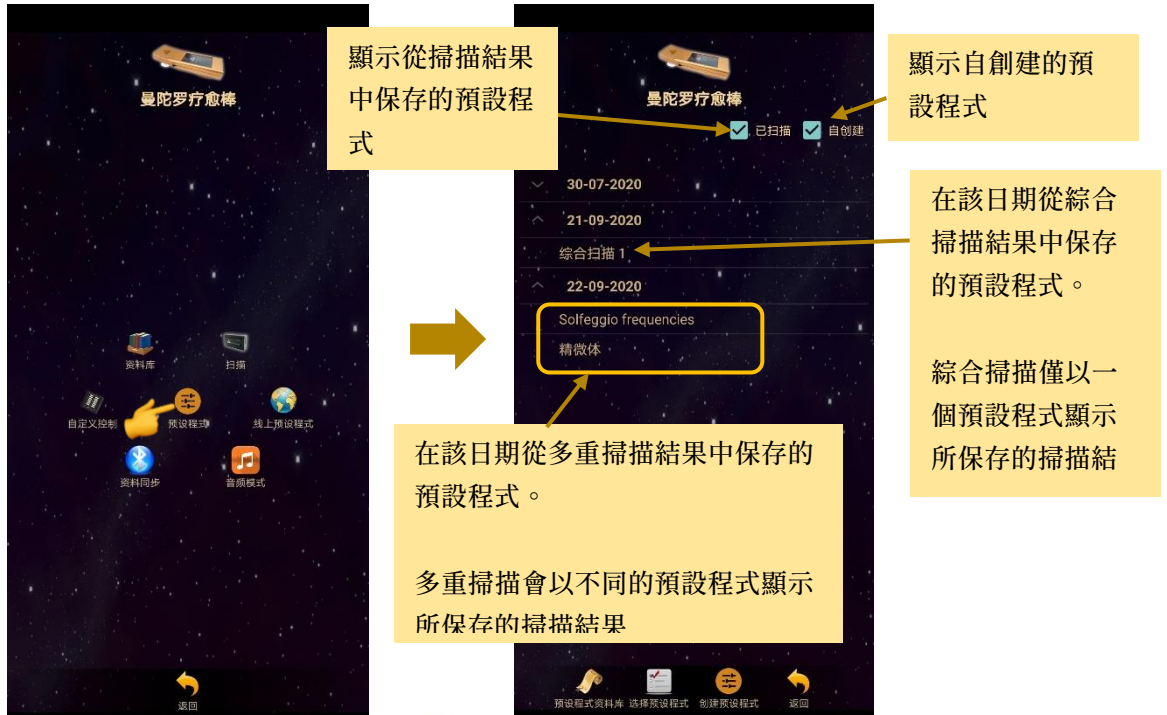 曼陀罗疗愈棒
资料库
扫描
自定义控制
预设程式
线上预设程式
资料同步
音频模式
返回
顯示從掃描結果
中保存的預設程
式
曼陀罗疗愈棒
已扫描
自创建
30-07-2020
21-09-2020
综合扫描 1
22-09-2020
Solfeggio frequencies
精微体
预设程式资料库
选择预设程式
创建预设程式
返回
顯示自創建的預
設程式
在該日期從綜合
掃描結果中保存
的預設程式。
綜合掃描僅以一
個預設程式顯示
所保存的掃描結
在該日期從多重掃描結果中保存的
預設程式。
多重掃描會以不同的預設程式顯示
所保存的掃描結果